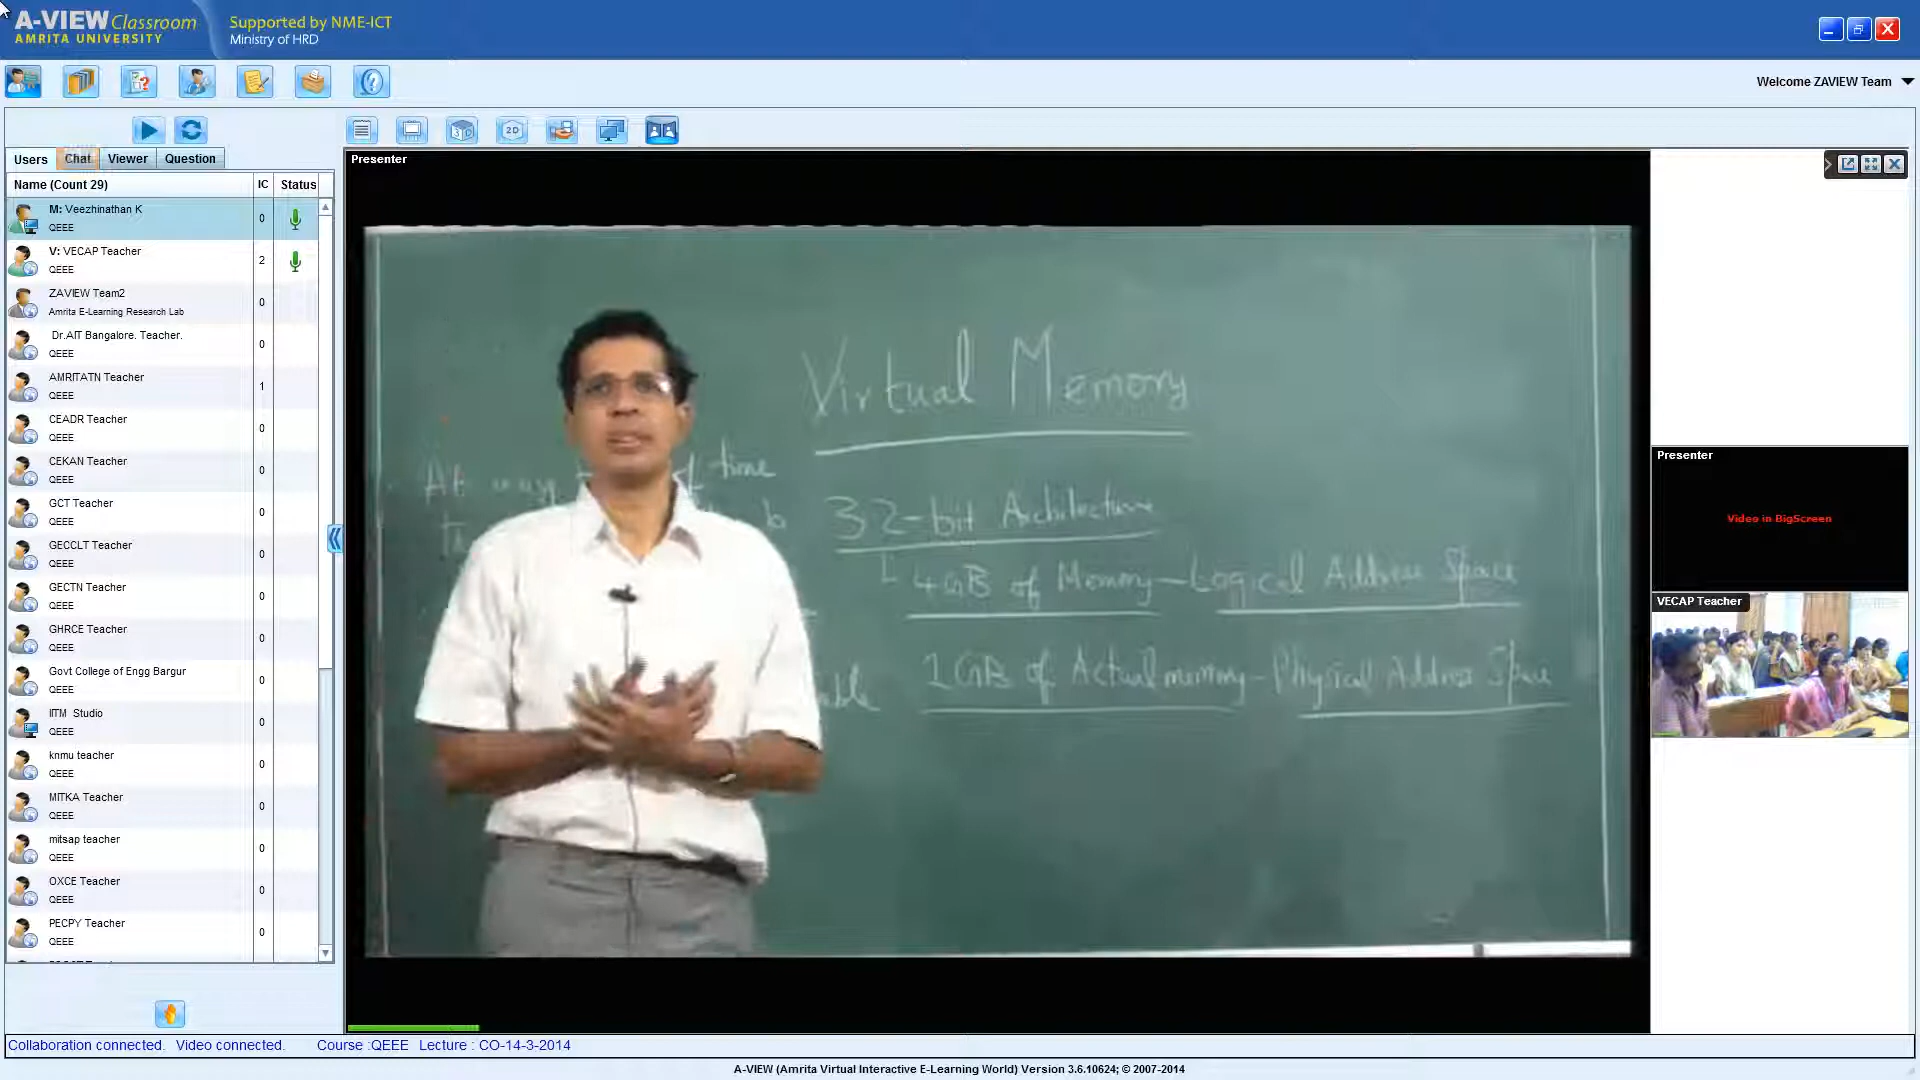 A-VIEW Classroom
AMRITA UNIVERSITY
Supported by NME-ICT
Ministry of HRD
Welcome ZAVIEW Team
3D
2D
Users
Chat
Viewer
Question
Name (Count 29)
IC
Status
M: Veezhinathan K
QEEE
0
V: VECAP Teacher
QEEE
2
ZAVIEW Team2
Amrita E-Learning Research Lab
0
Dr.AIT Bangalore. Teacher.
QEEE
0
AMRITATN Teacher
QEEE
1
CEADR Teacher
QEEE
0
CEKAN Teacher
QEEE
0
GCT Teacher
QEEE
0
GECCLT Teacher
QEEE
0
GECTN Teacher
QEEE
0
GHRCE Teacher
QEEE
0
Govt College of Engg Bargur
QEEE
0
IITM Studio
QEEE
0
knmu teacher
QEEE
0
MITKA Teacher
QEEE
0
mitsap teacher
QEEE
0
OXCE Teacher
QEEE
0
PECPY Teacher
QEEE
0
Presenter
Virtual Memory
At any
of time
32-bit Architecture
4GB of Memory - Logical Address Space
1GB of Actual memory - Physical Address Space
Presenter
Video in BigScreen
VECAP Teacher
Collaboration connected. Video connected. Course :QEEE Lecture : CO-14-3-2014
A-VIEW (Amrita Virtual Interactive E-Learning World) Version 3.6.10624; © 2007-2014